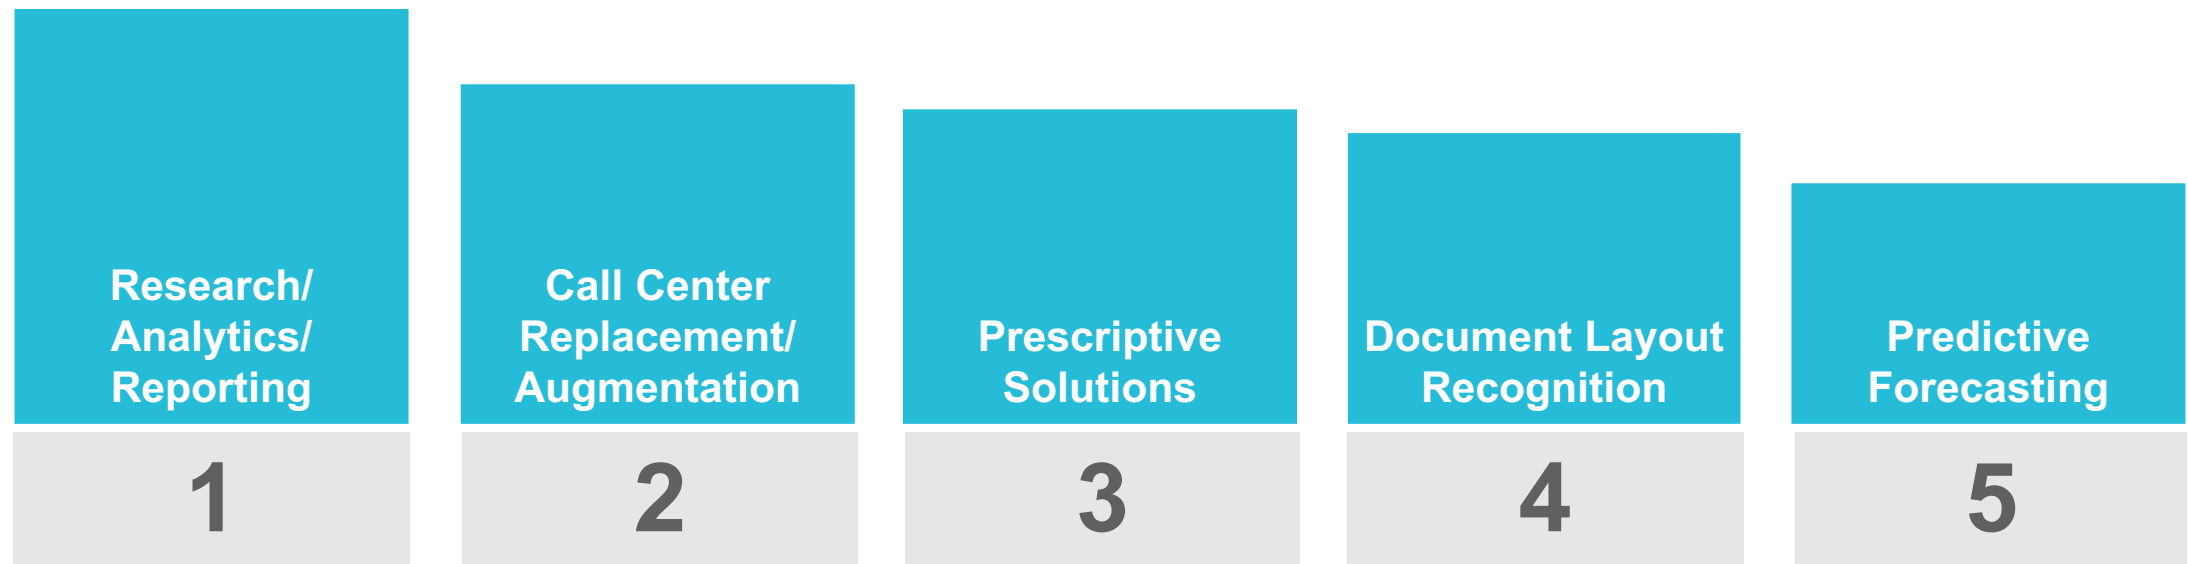 Research/
Analytics/
Reporting
Call Center
Replacement/
Augmentation
Prescriptive
Solutions
Document Layout
Recognition
Predictive
Forecasting
1
2
3
4
5